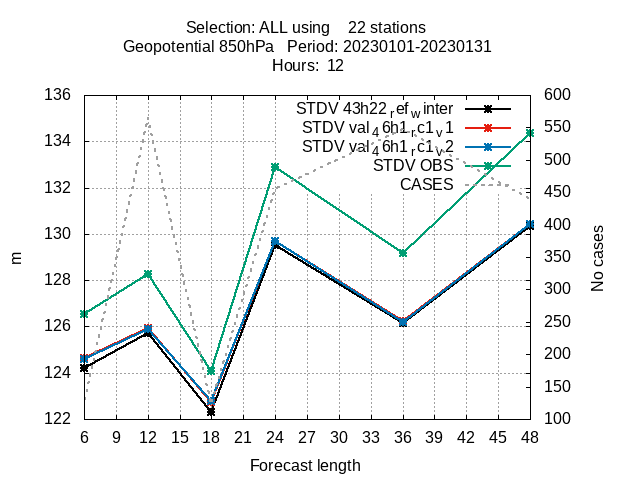 Selection: ALL using 22 stations
Geopotential 850hPa Period: 20230101-20230131
Hours: 12
136 600
STDV 43h22_ref_winter
550
134 STDV val_46h1_rc1_v1
STDV val_46h1_rc1_v2
500
STDV OBS
132 CASES
450
130 400
350
m
No cases
128 300
126 250
200
124
150
122 100
6 9 12 15 18 21 24 27 30 33 36 39 42 45 48
Forecast length